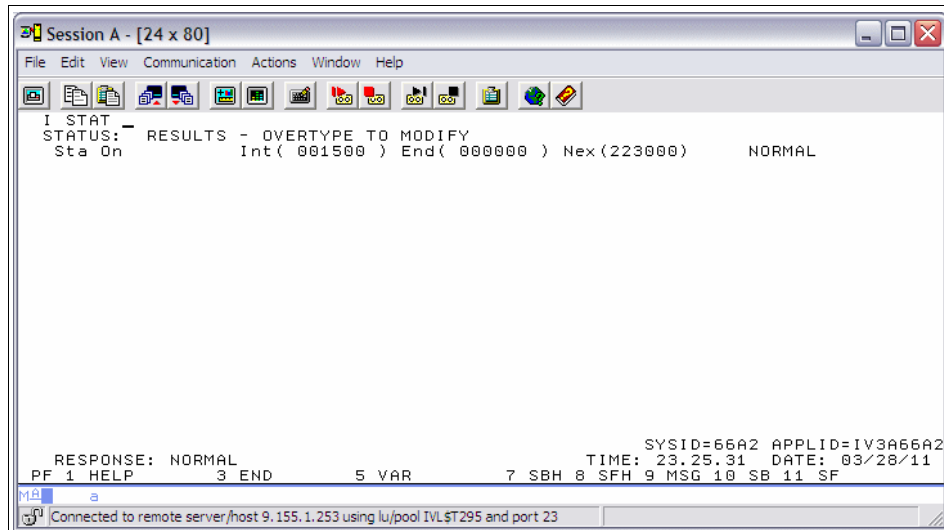 Session A - [24 x 80]
File Edit View Communication Actions Window Help
I STAT _
STATUS: RESULTS - OVERTYPE TO MODIFY
Sta On Int( 001500 ) End( 000000 ) Nex(223000) NORMAL
SYSID=66A2 APPLID=IV3A66A2
RESPONSE: NORMAL TIME: 23.25.31 DATE: 03/28/11
PF 1 HELP 3 END 5 VAR 7 SBH 8 SFH 9 MSG 10 SB 11 SF
MA a
Connected to remote server/host 9.155.1.253 using lu/pool IVL$T295 and port 23